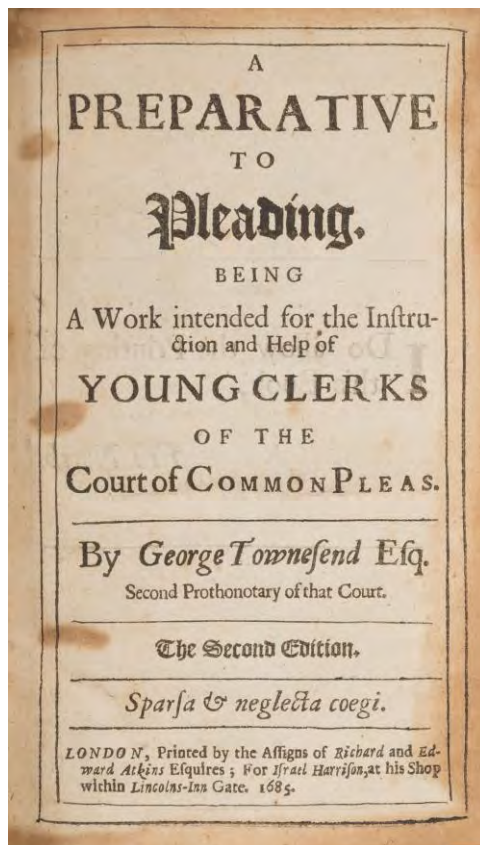 A
PREPARATIVE
TO
Pleading.
BEING
A Work intended for the Inſtru-
ction and Help of
YOUNG CLERKS
OF THE
Court of COMMON PLEAS.
By George Towneſend Eſq.
Second Prothonotary of that Court.
The Second Edition.
Sparſa & neglecta coegi.
LONDON, Printed by the Aſſigns of Richard and Ed-
ward Atkins Eſquires; For Iſrael Harriſon, at his Shop
within Lincolns-Inn Gate. 1685.